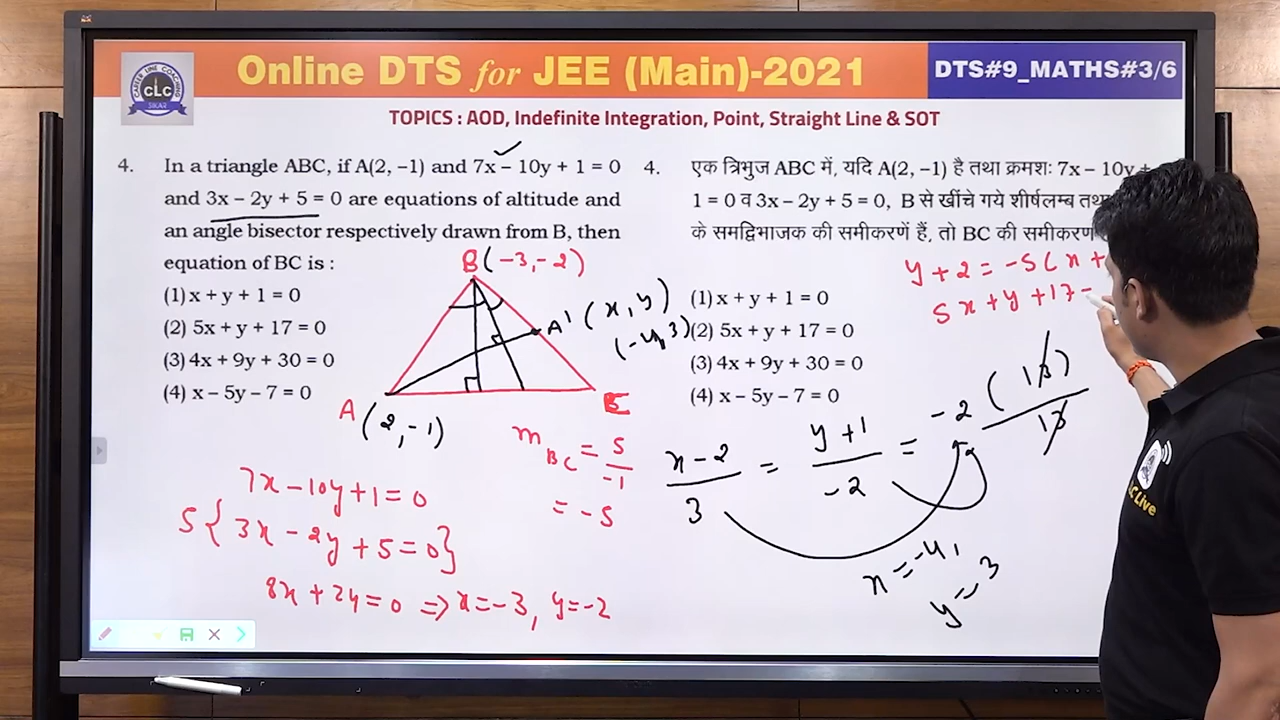 Online DTS for JEE (Main)-2021
DTS#9_MATHS#3/6
CAREER LINE COACHING
CLC
SIKAR
TOPICS : AOD, Indefinite Integration, Point, Straight Line & SOT
4. In a triangle ABC, if A(2, –1) and 7x – 10y + 1 = 0
and 3x – 2y + 5 = 0 are equations of altitude and
an angle bisector respectively drawn from B, then
equation of BC is :
(1) x + y + 1 = 0
(2) 5x + y + 17 = 0
(3) 4x + 9y + 30 = 0
(4) x – 5y – 7 = 0
B(-3,-2)
A' (x, y)
(-4, 3)
A (2,-1)
m BC = 5/-1
= -5
7x-10y+1=0
5{3x-2y+5=0}
8x+24=0 => x=-3, y=-2
4. एक त्रिभुज ABC में, यदि A(2, –1) है तथा क्रमशः 7x – 10y +
1 = 0 व 3x – 2y + 5 = 0, B से खींचे गये शीर्षलम्ब तथा
के समद्विभाजक की समीकरणें हैं, तो BC की समीकरण
(1) x + y + 1 = 0
(2) 5x + y + 17 = 0
(3) 4x + 9y + 30 = 0
(4) x – 5y – 7 = 0
y+2=-5(x+
5x+y+17=
x-2/3 = y+1/-2 = -2 (13)/13
x=-4,
y=3
CLC Live